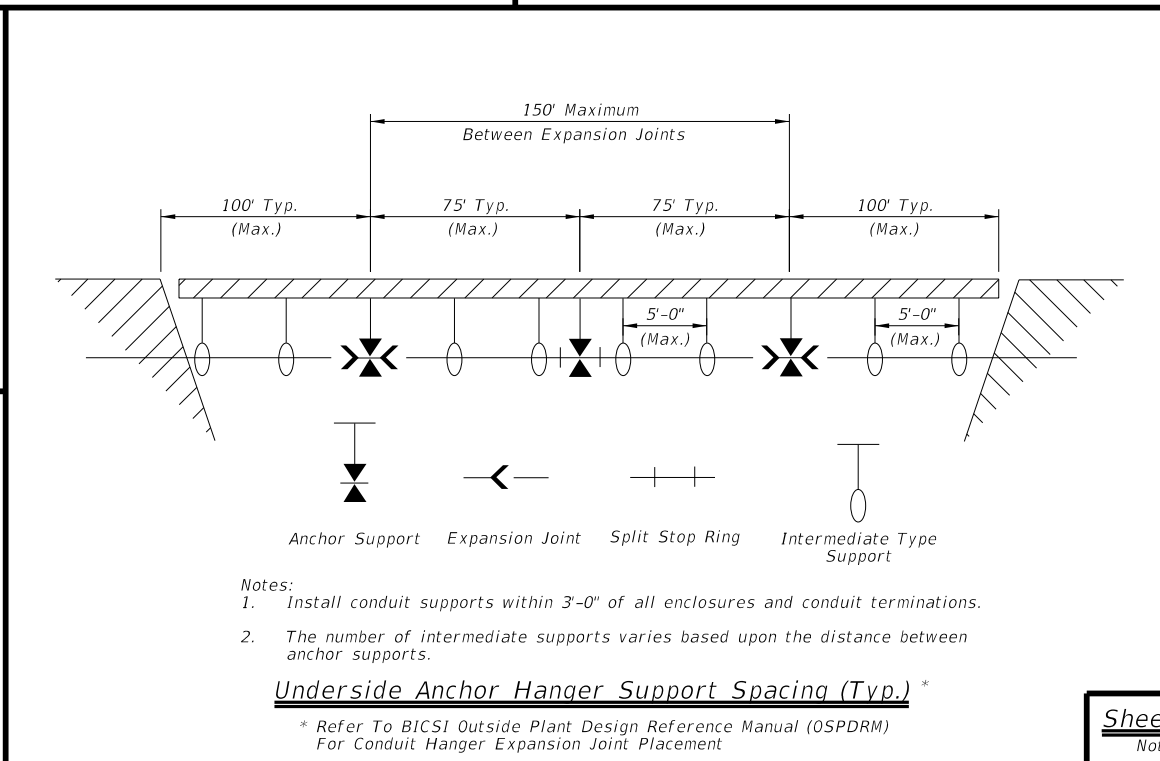 150' Maximum
Between Expansion Joints
100' Typ.
(Max.)
75' Typ.
(Max.)
75' Typ.
(Max.)
100' Typ.
(Max.)
5'-0"
(Max.)
5'-0"
(Max.)
Anchor Support
Expansion Joint
Split Stop Ring
Intermediate Type
Support
Notes:
1. Install conduit supports within 3'-0" of all enclosures and conduit terminations.
2. The number of intermediate supports varies based upon the distance between
anchor supports.
Underside Anchor Hanger Support Spacing (Typ.) *
* Refer To BICSI Outside Plant Design Reference Manual (OSPDRM)
For Conduit Hanger Expansion Joint Placement